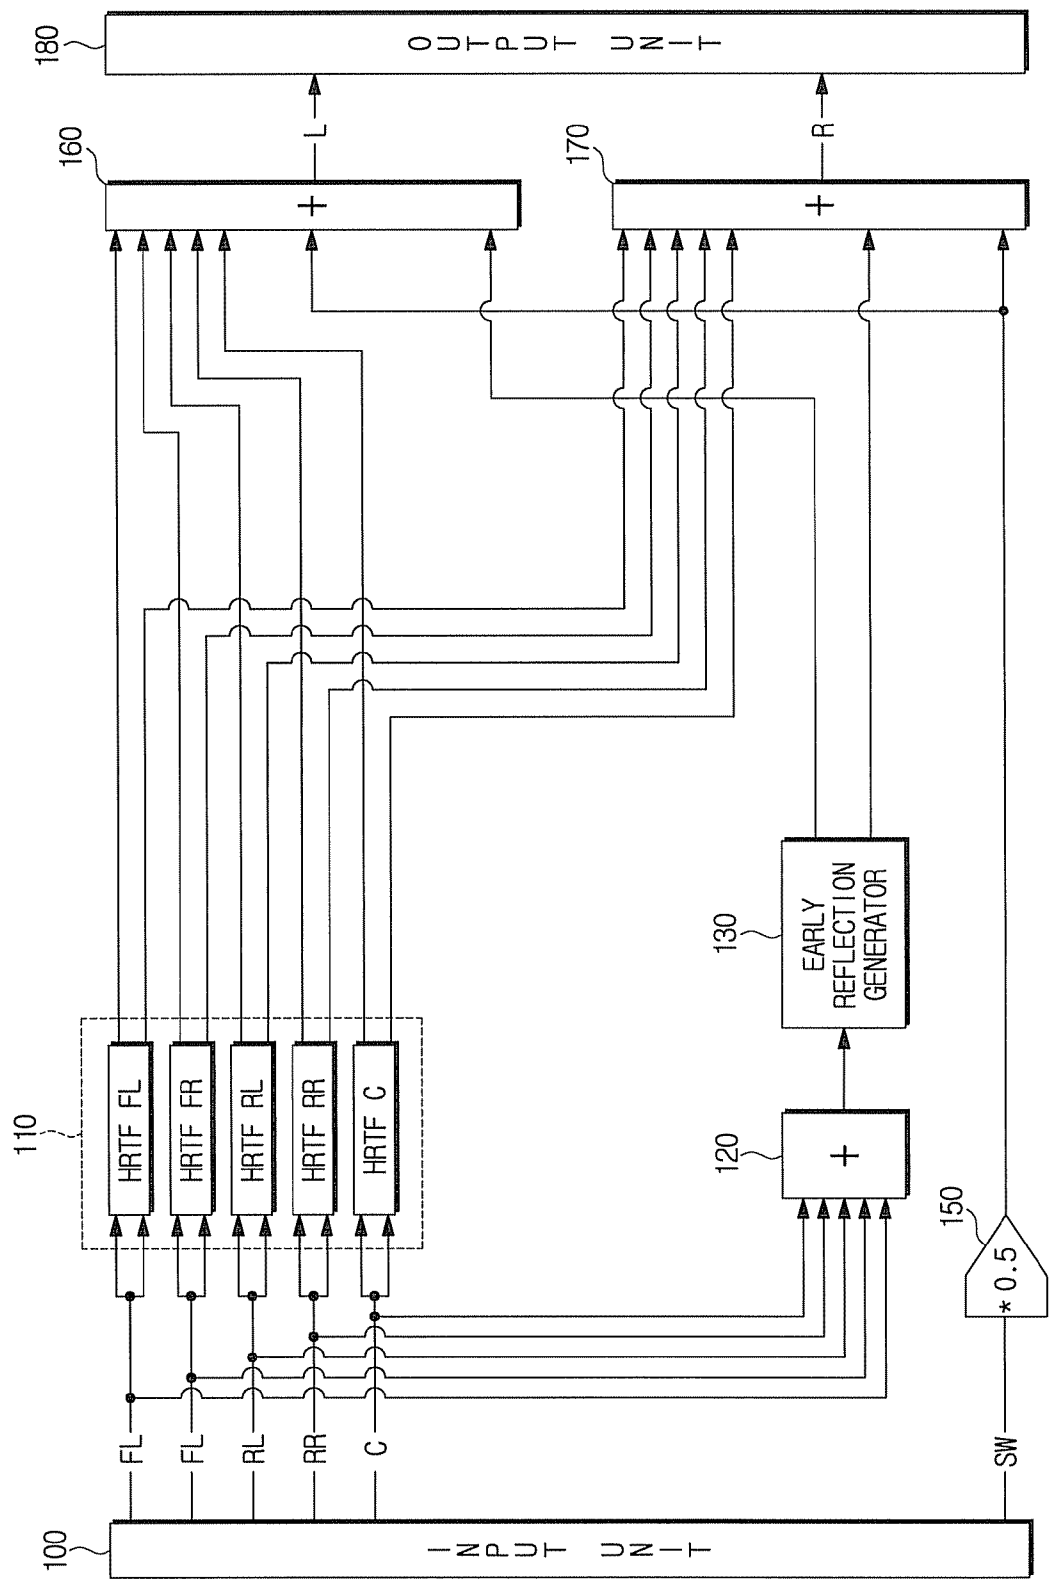 100
INPUT UNIT
FL
FL
RL
RR
C
SW
110
HRTF FL
HRTF FR
HRTF RL
HRTF RR
HRTF C
120
+
130
EARLY
REFLECTION
GENERATOR
150
* 0.5
160
+
170
+
L
R
180
OUTPUT UNIT